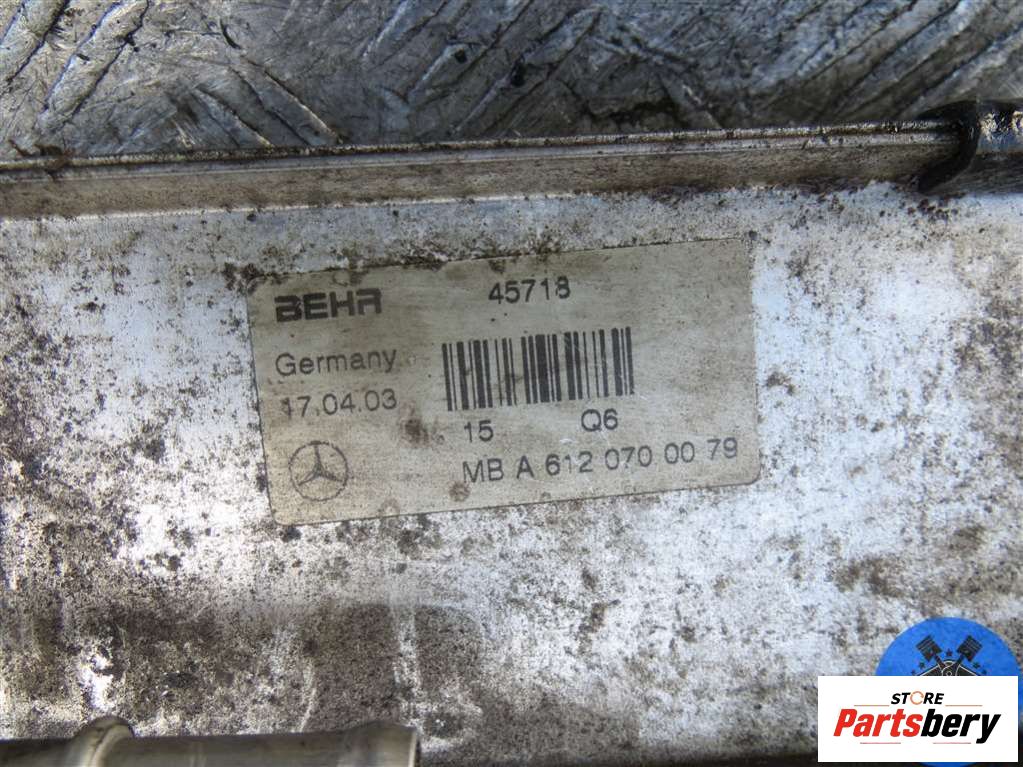 BEHR 45718
Germany
17.04.03
15 Q6
MB A 612 070 00 79
STORE
Partsbery